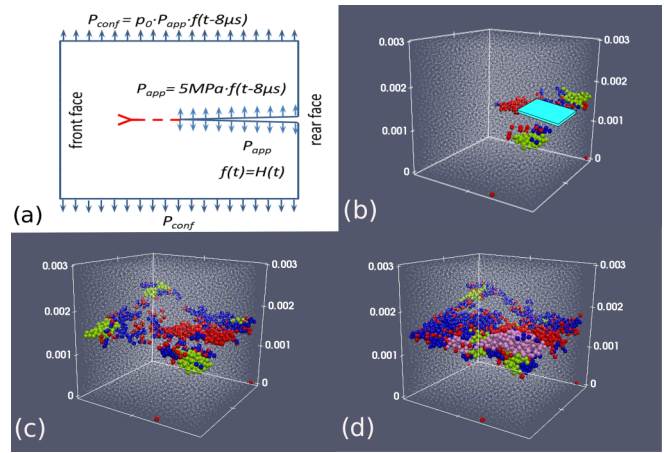 P_conf = p_0·P_app·f(t-8μs)
P_app = 5MPa·f(t-8μs)
front face
rear face
P_app
f(t)=H(t)
P_conf
(a)
0.003
0.003
0.002
0.002
0.001
0.001
0
0
(b)
0.003
0.003
0.002
0.002
0.001
0.001
0
0
(c)
0.003
0.003
0.002
0.002
0.001
0.001
0
0
(d)